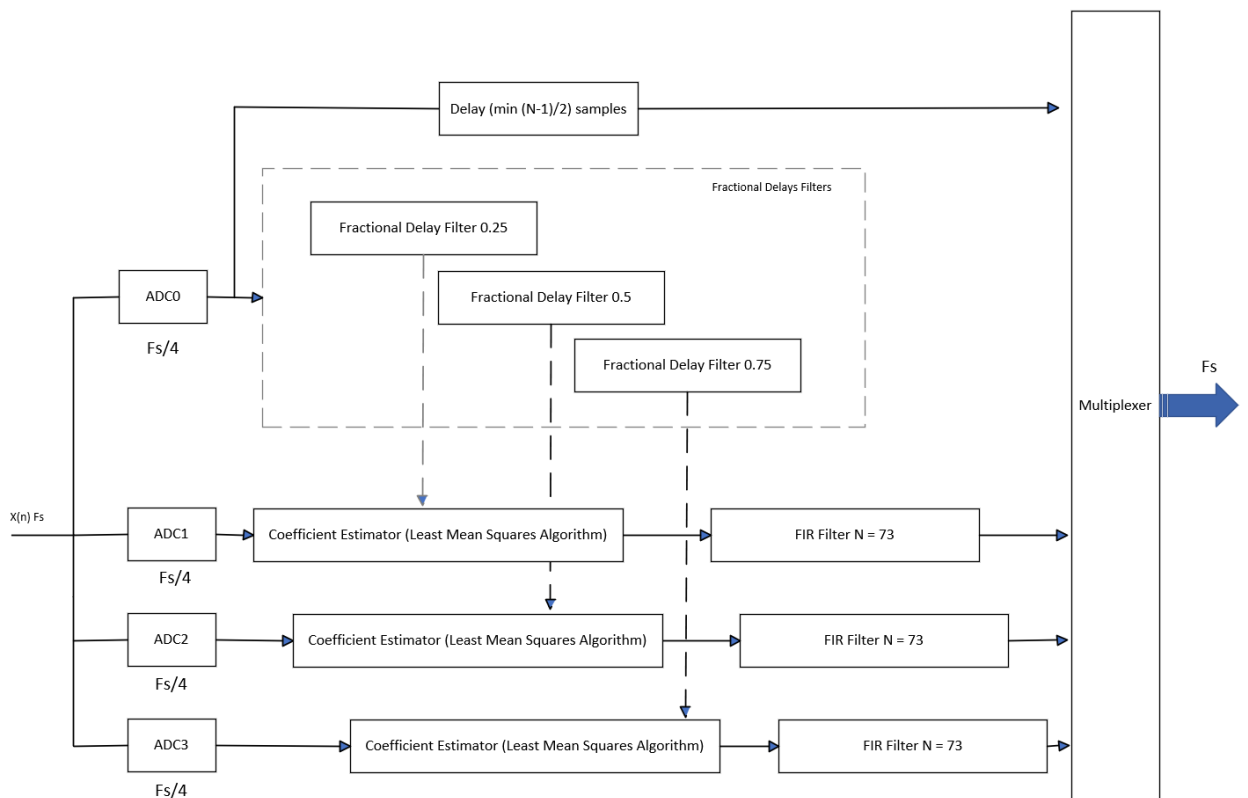 Delay (min (N-1)/2) samples
Fractional Delays Filters
Fractional Delay Filter 0.25
Fractional Delay Filter 0.5
Fractional Delay Filter 0.75
ADC0
Fs/4
Fs
Multiplexer
X(n) Fs
ADC1
Coefficient Estimator (Least Mean Squares Algorithm)
FIR Filter N = 73
Fs/4
ADC2
Coefficient Estimator (Least Mean Squares Algorithm)
FIR Filter N = 73
Fs/4
ADC3
Coefficient Estimator (Least Mean Squares Algorithm)
FIR Filter N = 73
Fs/4